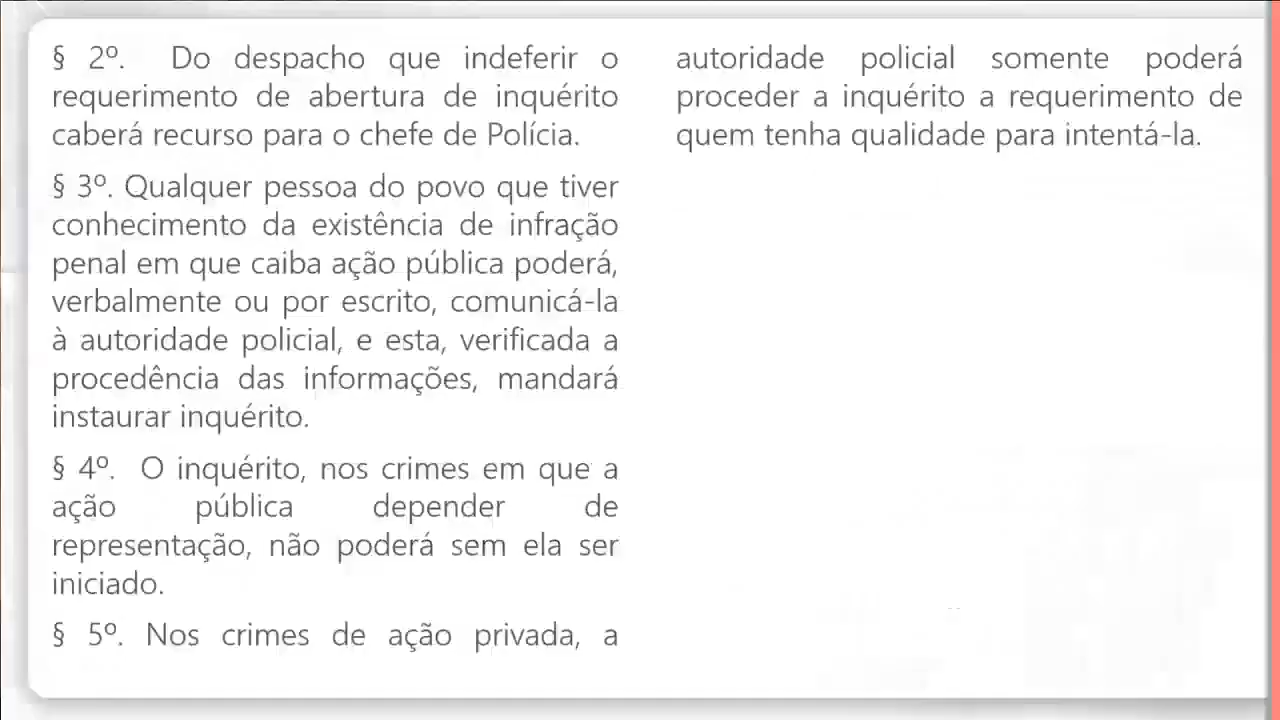 § 2º. Do despacho que indeferir o
requerimento de abertura de inquérito
caberá recurso para o chefe de Polícia.
§ 3º. Qualquer pessoa do povo que tiver
conhecimento da existência de infração
penal em que caiba ação pública poderá,
verbalmente ou por escrito, comunicá-la
à autoridade policial, e esta, verificada a
procedência das informações, mandará
instaurar inquérito.
§ 4º. O inquérito, nos crimes em que a
ação pública depender de
representação, não poderá sem ela ser
iniciado.
§ 5º. Nos crimes de ação privada, a
autoridade policial somente poderá
proceder a inquérito a requerimento de
quem tenha qualidade para intentá-la.